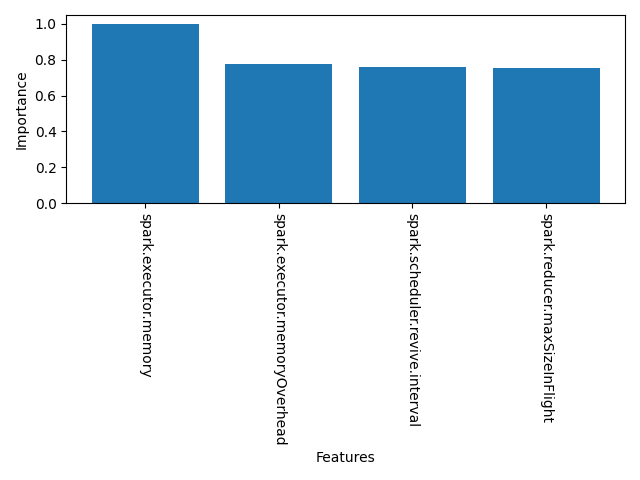 1.0
0.8
0.6
0.4
0.2
0.0
Importance
spark.executor.memory
spark.executor.memoryOverhead
spark.scheduler.revive.interval
spark.reducer.maxSizeInFlight
Features